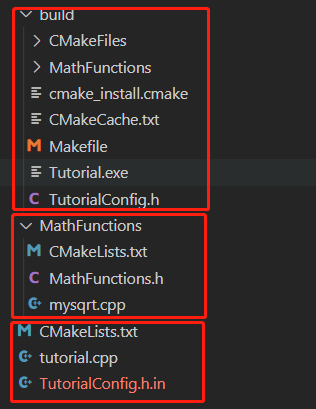 build
CMakeFiles
MathFunctions
cmake_install.cmake
CMakeCache.txt
Makefile
Tutorial.exe
TutorialConfig.h
MathFunctions
CMakeLists.txt
MathFunctions.h
mysqrt.cpp
CMakeLists.txt
tutorial.cpp
TutorialConfig.h.in